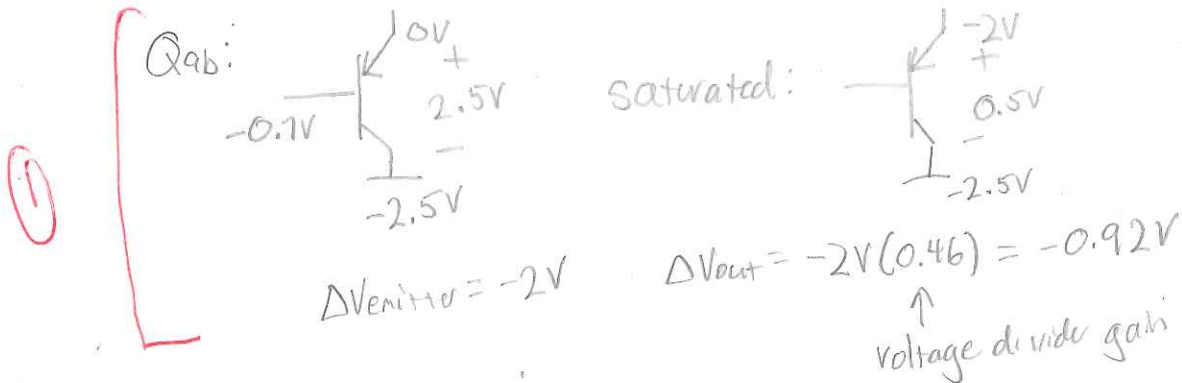 ①
Qab:
0V
+
2.5V
−
-0.7V
-2.5V
saturated:
-2V
+
0.5V
−
-2.5V
ΔVemitter = -2V
ΔVout = -2V(0.46) = -0.92V
↑
voltage divider gain